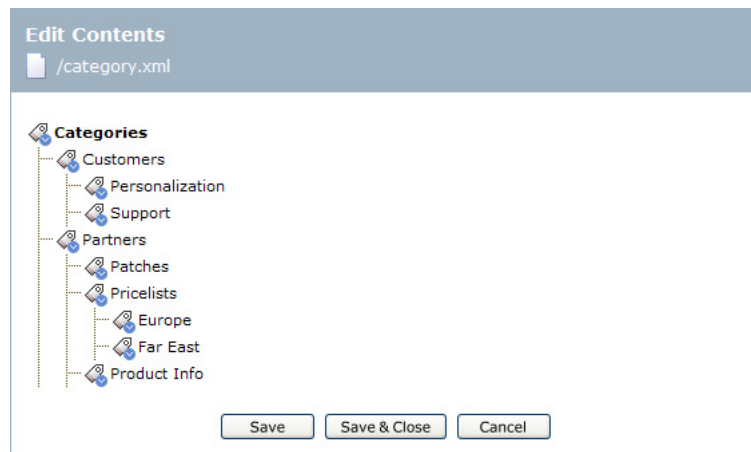 Edit Contents
/category.xml
Categories
Customers
Personalization
Support
Partners
Patches
Pricelists
Europe
Far East
Product Info
Save Save & Close Cancel